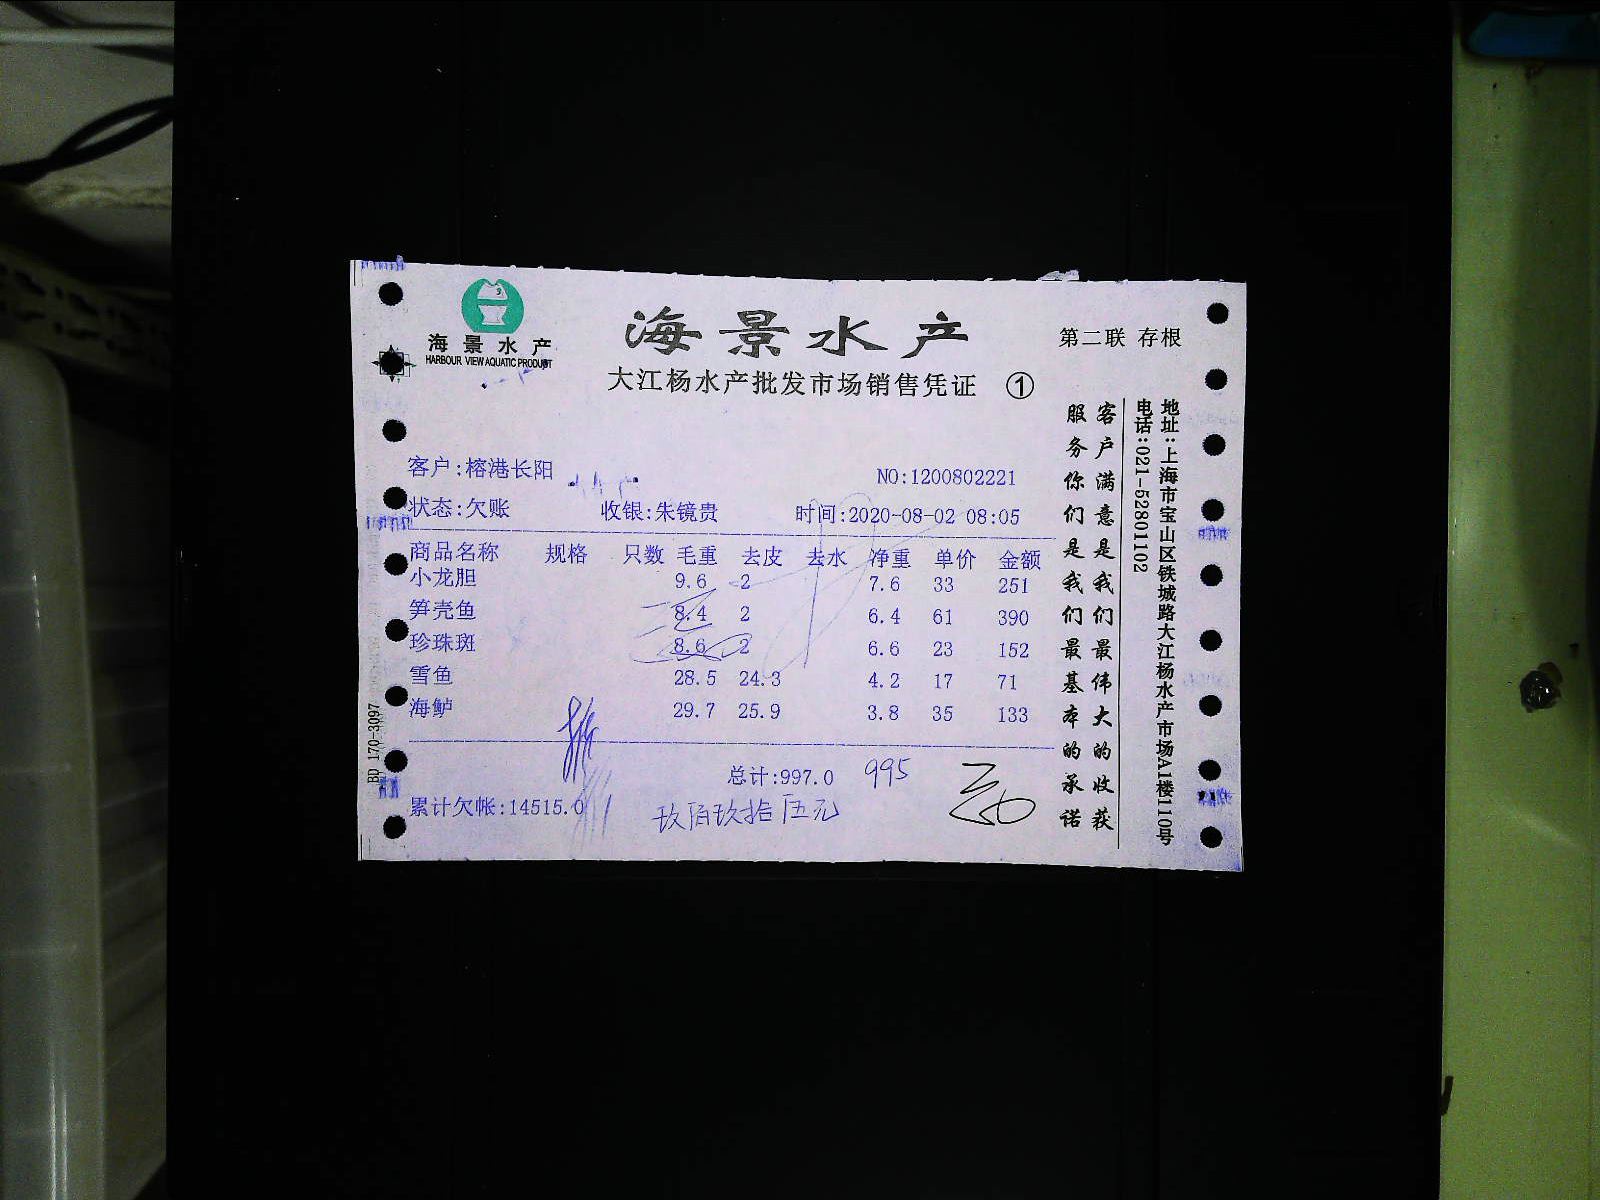 海景水产
HARBOUR VIEW AQUATIC PRODUCT
海景水产
大江杨水产批发市场销售凭证 ①
第二联 存根
客户:榕港长阳 NO:1200802221
状态:欠账 收银:朱镜贵 时间:2020-08-02 08:05
商品名称 规格 只数 毛重 去皮 去水 净重 单价 金额
小龙胆 9.6 2 7.6 33 251
笋壳鱼 8.4 2 6.4 61 390
珍珠斑 8.6 2 6.6 23 152
雪鱼 28.5 24.3 4.2 17 71
海鲈 29.7 25.9 3.8 35 133
总计:997.0 995
累计欠帐:14515.0 玖佰玖拾伍元
客户满意是我们最伟大的收获
服务你们是我们最基本的承诺
地址:上海市宝山区铁城路大江杨水产市场A1楼110号
电话:021-52801102
BD 170-3097